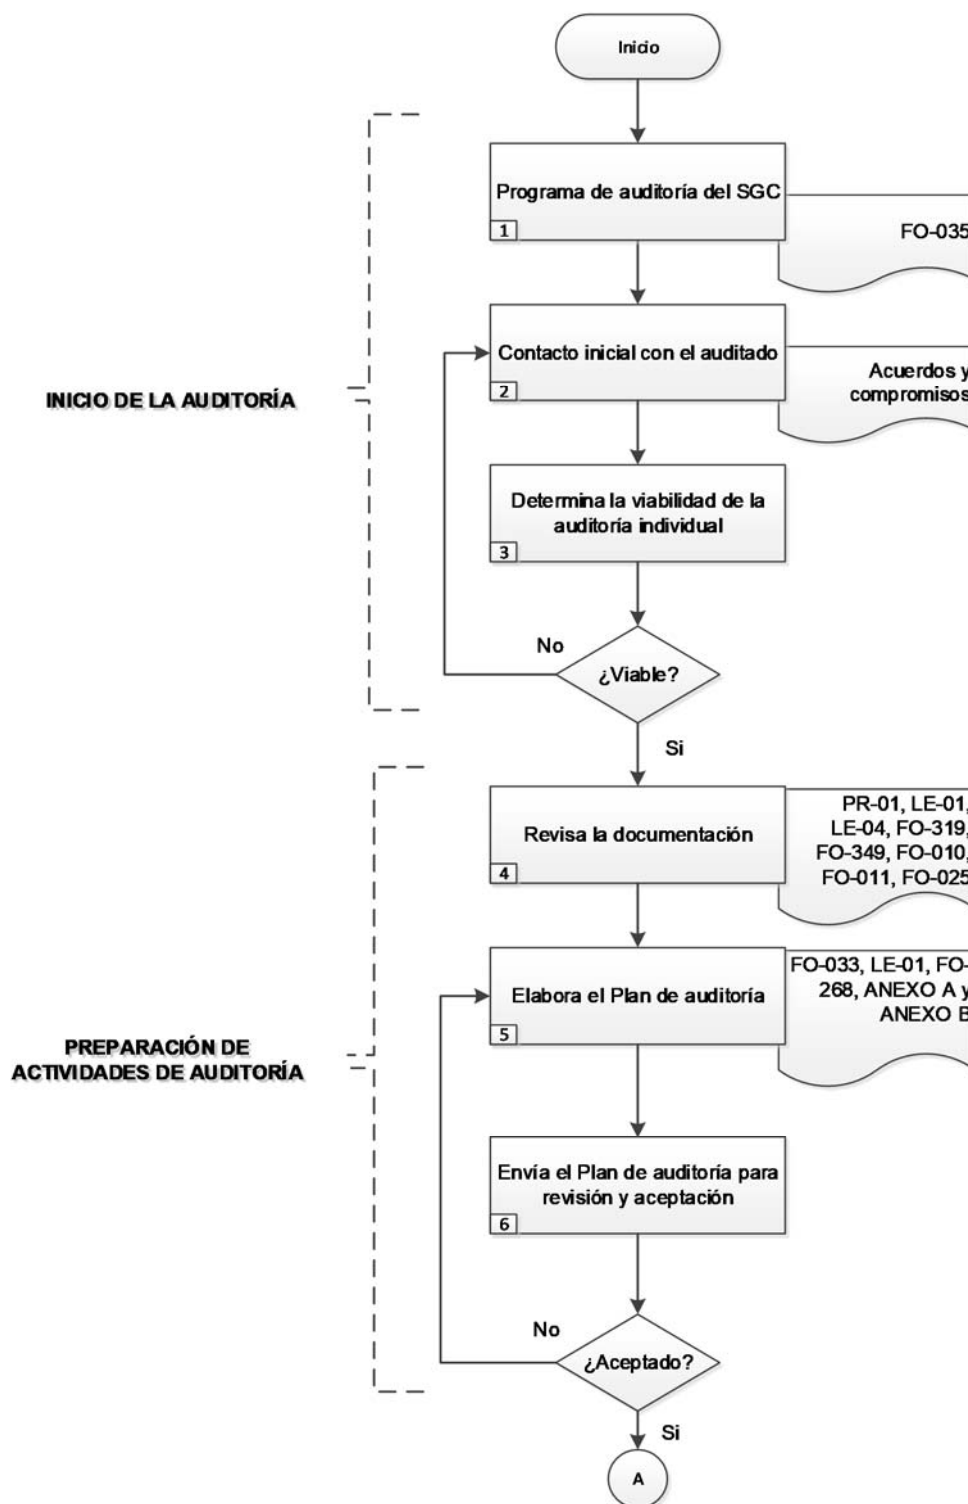 Inicio
Programa de auditoría del SGC
1
FO-035
Contacto inicial con el auditado
2
Acuerdos y
compromisos
INICIO DE LA AUDITORÍA
Determina la viabilidad de la
auditoría individual
3
No
¿Viable?
Si
Revisa la documentación
4
PR-01, LE-01,
LE-04, FO-319,
FO-349, FO-010,
FO-011, FO-025
Elabora el Plan de auditoría
5
FO-033, LE-01, FO-
268, ANEXO A y
ANEXO B
PREPARACIÓN DE
ACTIVIDADES DE AUDITORÍA
Envía el Plan de auditoría para
revisión y aceptación
6
No
¿Aceptado?
Si
A